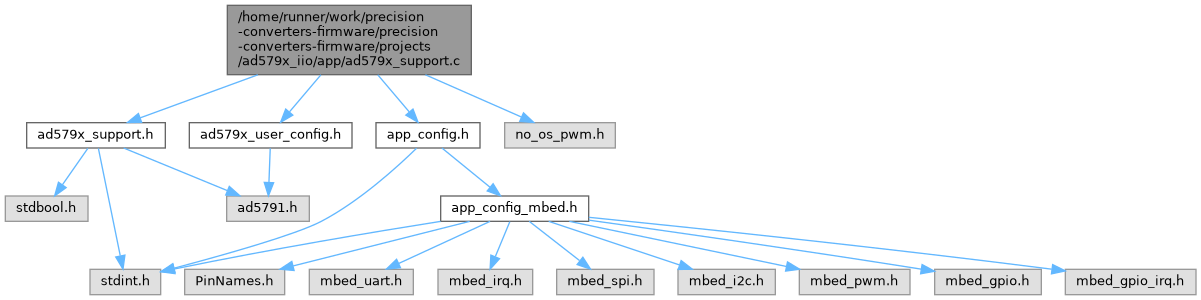 /home/runner/work/precision
-converters-firmware/precision
-converters-firmware/projects
/ad579x_iio/app/ad579x_support.c
ad579x_support.h
ad579x_user_config.h
app_config.h
no_os_pwm.h
stdbool.h
ad5791.h
app_config_mbed.h
stdint.h
PinNames.h
mbed_uart.h
mbed_irq.h
mbed_spi.h
mbed_i2c.h
mbed_pwm.h
mbed_gpio.h
mbed_gpio_irq.h